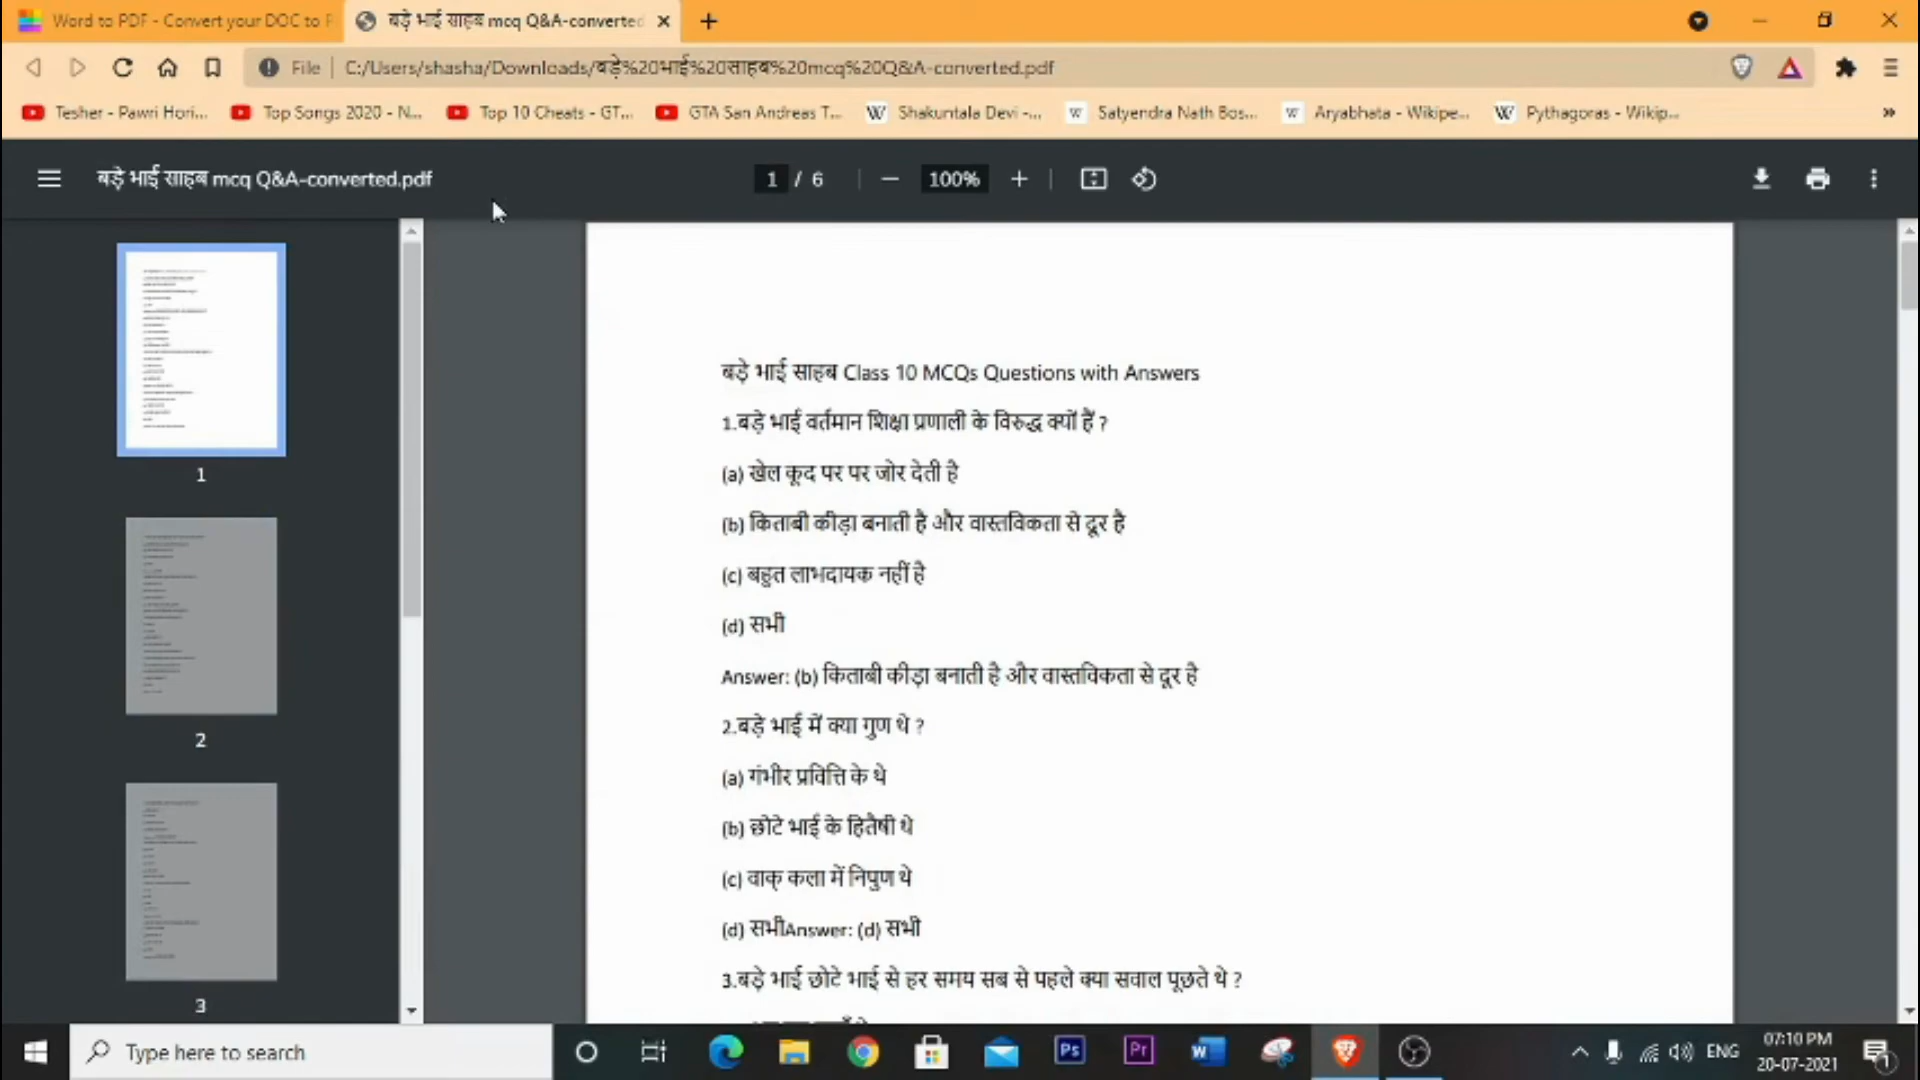 Word to PDF - Convert your DOC to P
बड़े भाई साहब mcq Q&A-converted
File
C:/Users/shasha/Downloads/बड़े%20भाई%20साहब%20mcq%20Q&A-converted.pdf
Tesher - Pawri Hori...
Top Songs 2020 - N...
Top 10 Cheats - GT...
GTA San Andreas T...
Shakuntala Devi -...
Satyendra Nath Bos...
Aryabhata - Wikipe...
Pythagoras - Wikip...
बड़े भाई साहब mcq Q&A-converted.pdf
1 / 6
100%
1
2
3
बड़े भाई साहब Class 10 MCQs Questions with Answers
1.बड़े भाई वर्तमान शिक्षा प्रणाली के विरुद्ध क्यों हैं ?
(a) खेल कूद पर पर जोर देती है
(b) किताबी कीड़ा बनाती है और वास्तविकता से दूर है
(c) बहुत लाभदायक नहीं है
(d) सभी
Answer: (b) किताबी कीड़ा बनाती है और वास्तविकता से दूर है
2.बड़े भाई में क्या गुण थे ?
(a) गंभीर प्रवित्ति के थे
(b) छोटे भाई के हितैषी थे
(c) वाक् कला में निपुण थे
(d) सभीAnswer: (d) सभी
3.बड़े भाई छोटे भाई से हर समय सब से पहले क्या सवाल पूछते थे ?
Type here to search
Ps
Pr
ENG
07:10 PM
20-07-2021
1